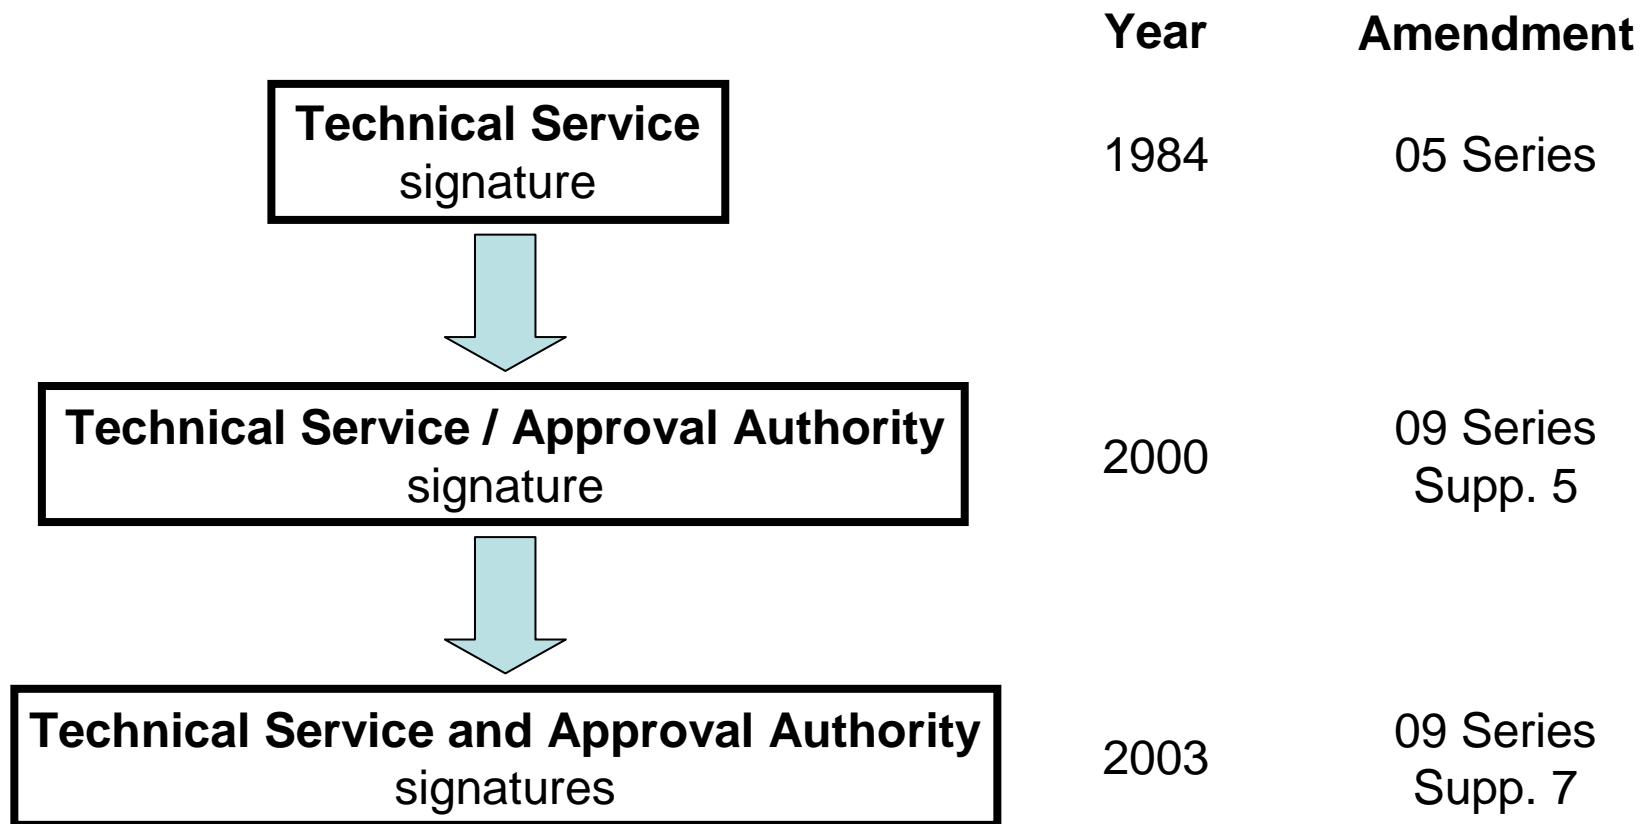 Year Amendment
Technical Service
signature
1984 05 Series
Technical Service / Approval Authority
signature
2000 09 Series
Supp. 5
Technical Service and Approval Authority
signatures
2003 09 Series
Supp. 7